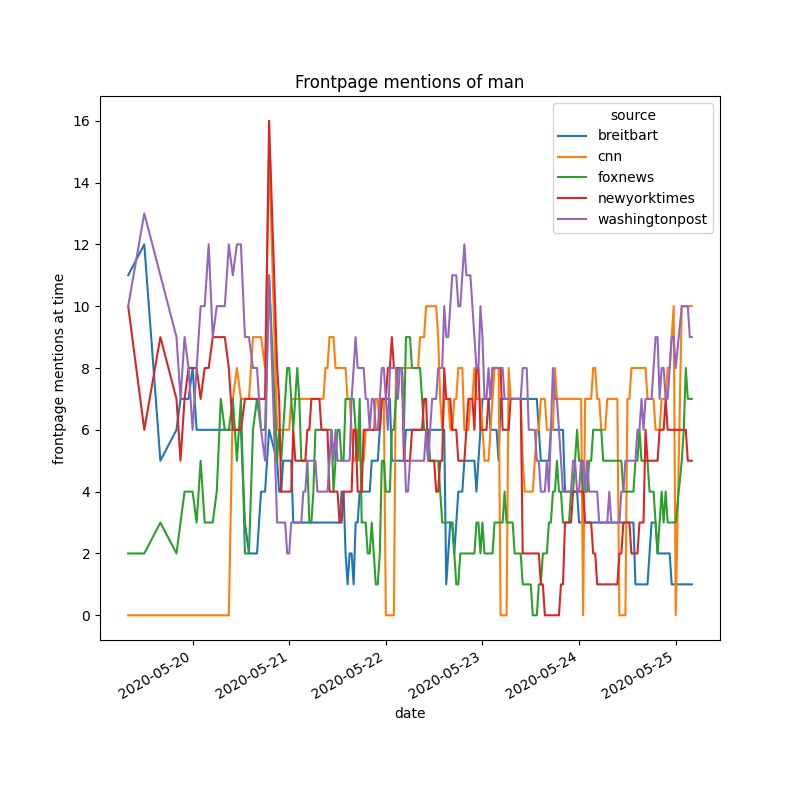 Frontpage mentions of man
source
breitbart
cnn
foxnews
newyorktimes
washingtonpost
frontpage mentions at time
16
14
12
10
8
6
4
2
0
2020-05-20
2020-05-21
2020-05-22
2020-05-23
2020-05-24
2020-05-25
date